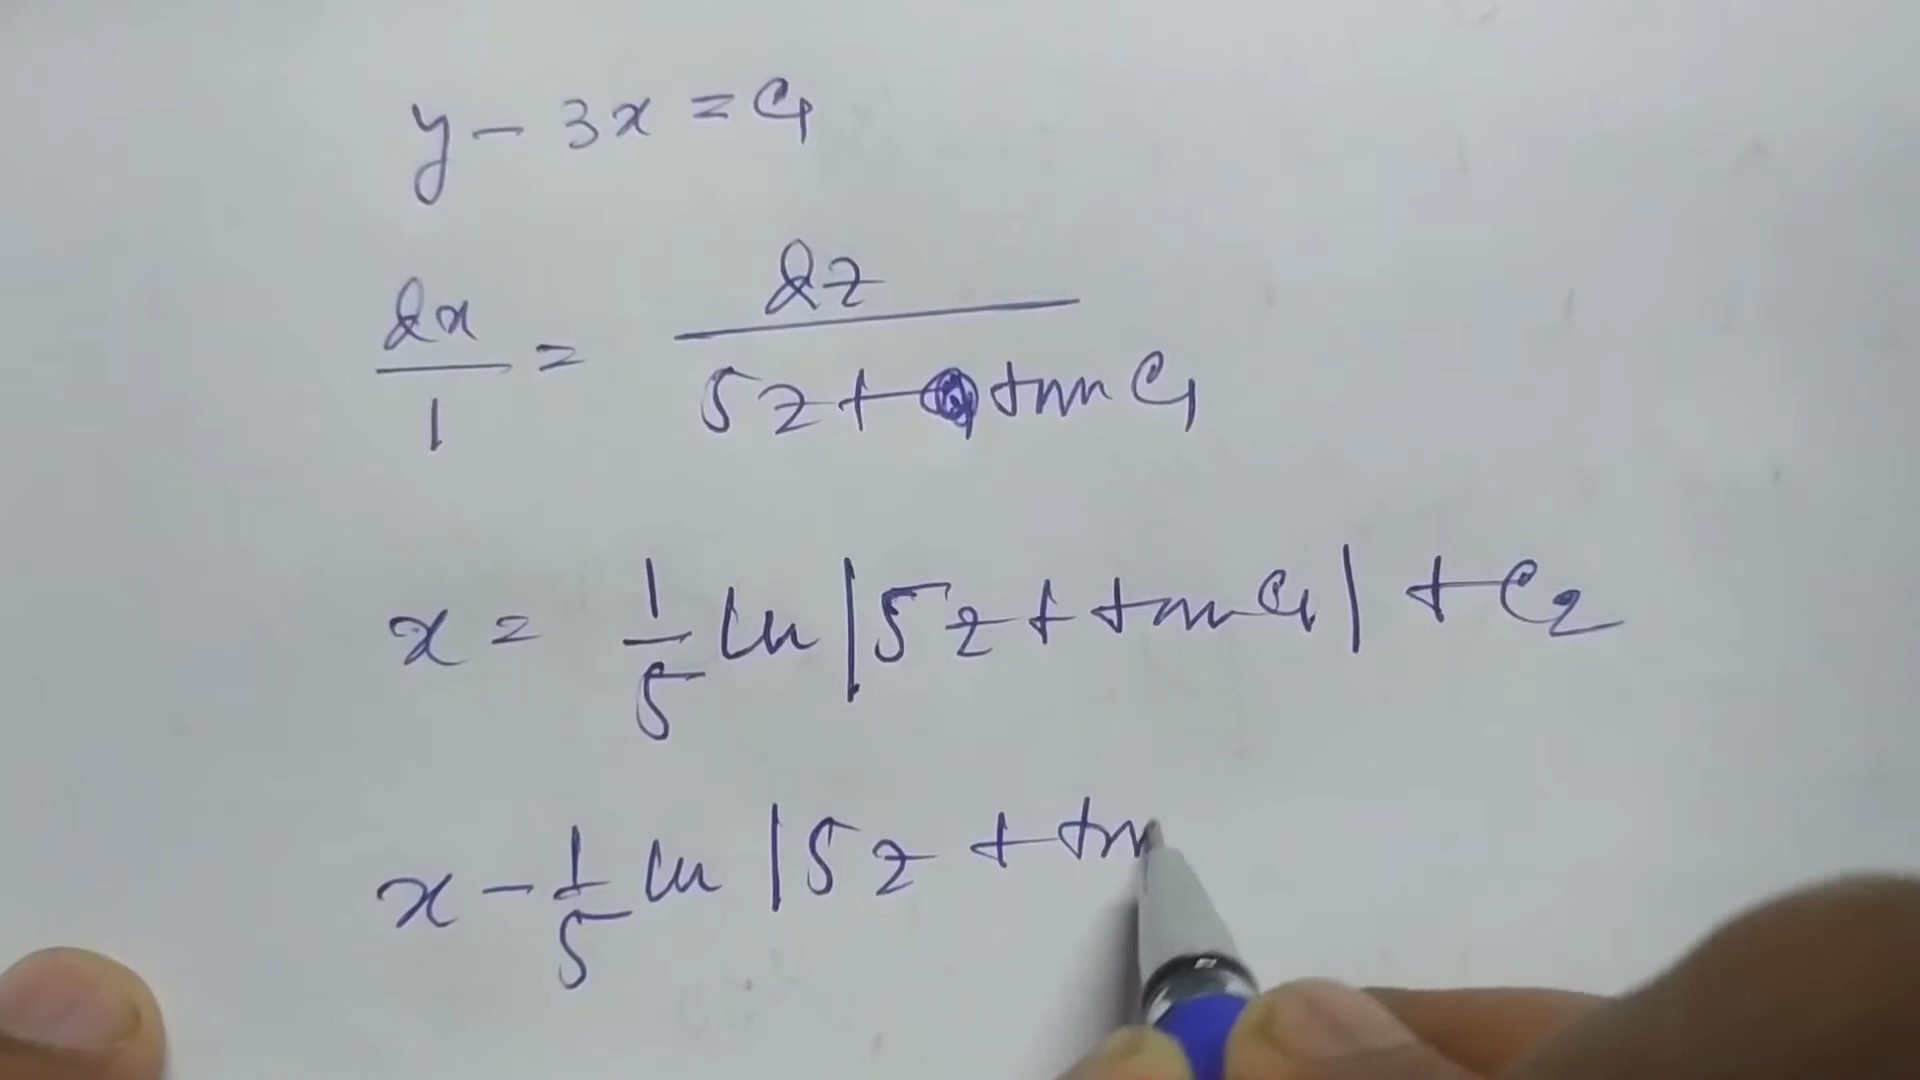 y - 3x = c₁
dx/1 = dz/(5z + tan c₁)
x = 1/5 ln |5z + tan c₁| + c₂
x - 1/5 ln |5z + tan